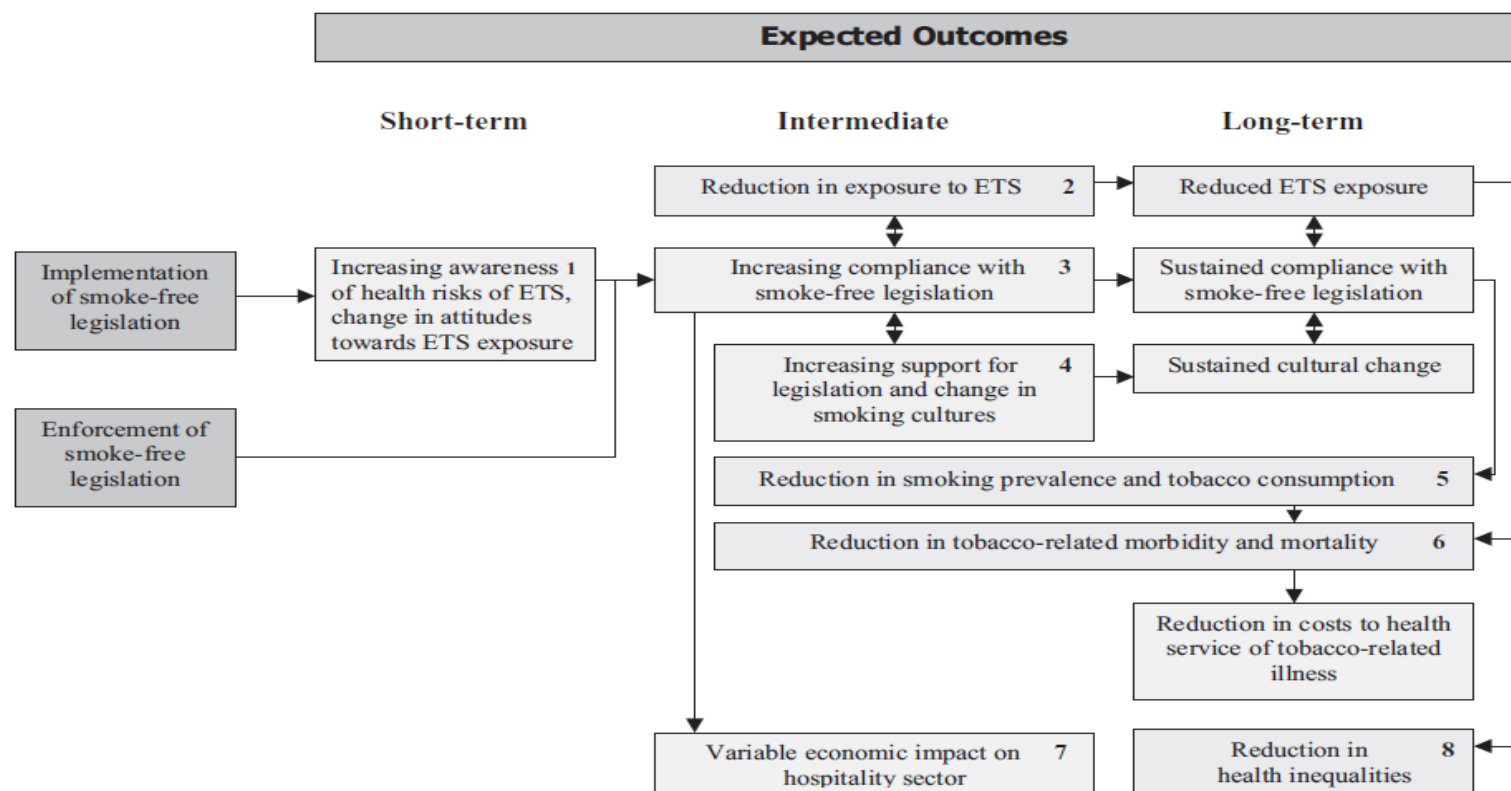 Expected Outcomes
Short-term
Intermediate
Long-term
Reduction in exposure to ETS 2
Reduced ETS exposure
Implementation
of smoke-free
legislation
Increasing awareness 1
of health risks of ETS,
change in attitudes
towards ETS exposure
Increasing compliance with 3
smoke-free legislation
Sustained compliance with
smoke-free legislation
Increasing support for 4
legislation and change in
smoking cultures
Sustained cultural change
Enforcement of
smoke-free
legislation
Reduction in smoking prevalence and tobacco consumption 5
Reduction in tobacco-related morbidity and mortality 6
Reduction in costs to health
service of tobacco-related
illness
Variable economic impact on 7
hospitality sector
Reduction in 8
health inequalities